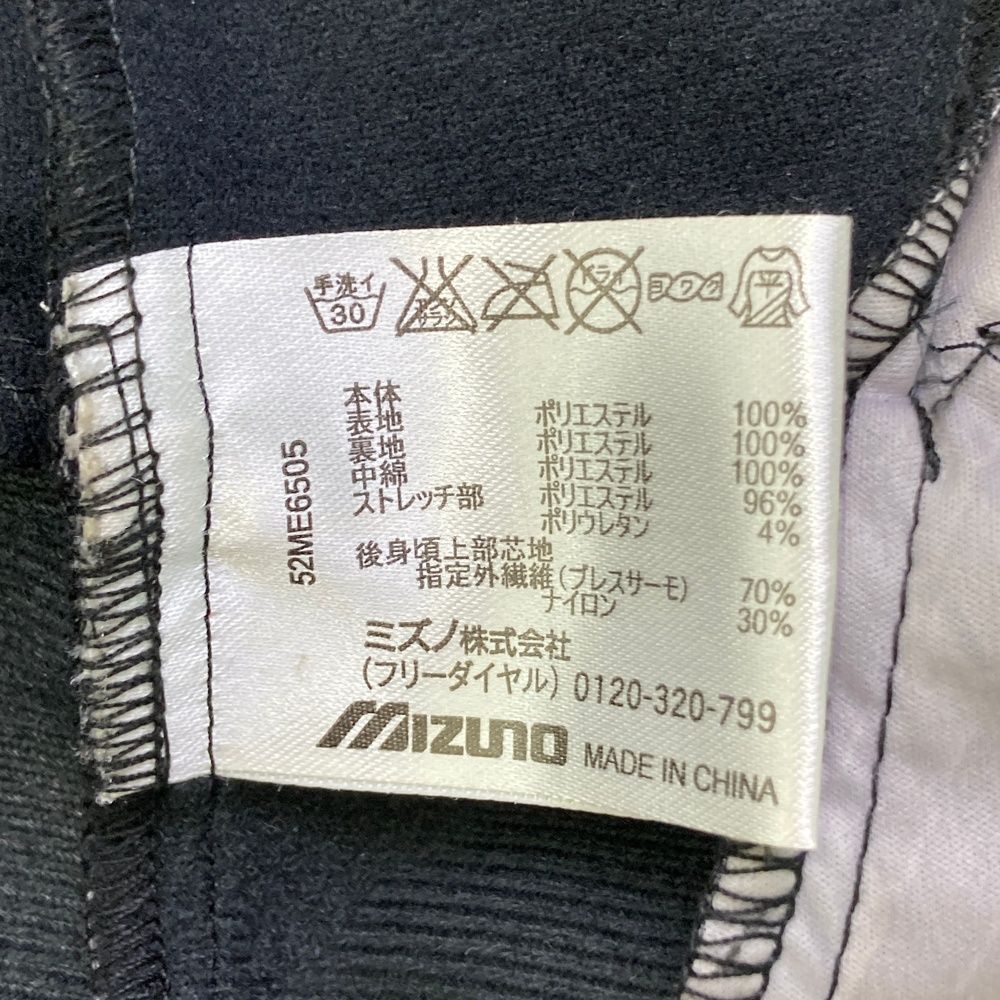 手洗イ
30
エンソサラシ
ドライ
ヨワク
平
本体
表地 ポリエステル 100%
裏地 ポリエステル 100%
中綿 ポリエステル 100%
ストレッチ部 ポリエステル 96%
ポリウレタン 4%
後身頃上部芯地
指定外繊維(ブレスサーモ) 70%
ナイロン 30%
ミズノ株式会社
(フリーダイヤル) 0120-320-799
MIZUNO MADE IN CHINA
52ME6505